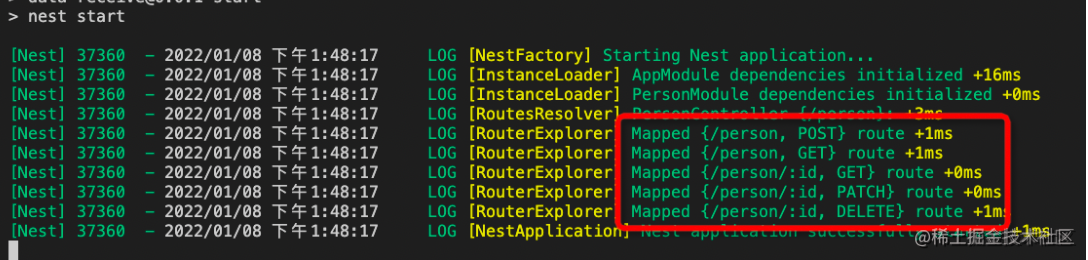 > nest start
[Nest] 37360  - 2022/01/08 下午1:48:17     LOG [NestFactory] Starting Nest application...
[Nest] 37360  - 2022/01/08 下午1:48:17     LOG [InstanceLoader] AppModule dependencies initialized +16ms
[Nest] 37360  - 2022/01/08 下午1:48:17     LOG [InstanceLoader] PersonModule dependencies initialized +0ms
[Nest] 37360  - 2022/01/08 下午1:48:17     LOG [RoutesResolver] PersonController {/person}: +3ms
[Nest] 37360  - 2022/01/08 下午1:48:17     LOG [RouterExplorer] Mapped {/person, POST} route +1ms
[Nest] 37360  - 2022/01/08 下午1:48:17     LOG [RouterExplorer] Mapped {/person, GET} route +1ms
[Nest] 37360  - 2022/01/08 下午1:48:17     LOG [RouterExplorer] Mapped {/person/:id, GET} route +0ms
[Nest] 37360  - 2022/01/08 下午1:48:17     LOG [RouterExplorer] Mapped {/person/:id, PATCH} route +0ms
[Nest] 37360  - 2022/01/08 下午1:48:17     LOG [RouterExplorer] Mapped {/person/:id, DELETE} route +1ms
[Nest] 37360  - 2022/01/08 下午1:48:17     LOG [NestApplication] Nest application +1ms
@稀土掘金技术社区